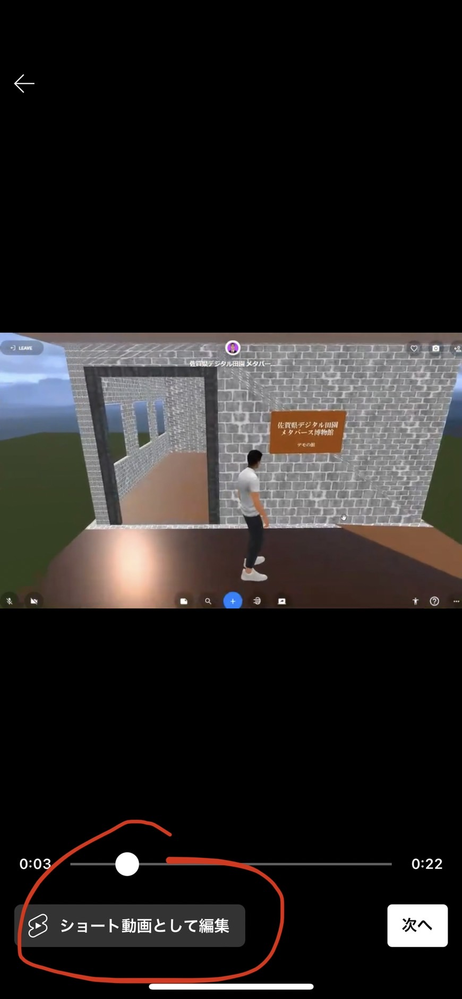 LEAVE
佐賀県デジタル田園 メタバー...
佐賀県デジタル田園
メタバース博物館
デモの館
0:03
0:22
ショート動画として編集
次へ